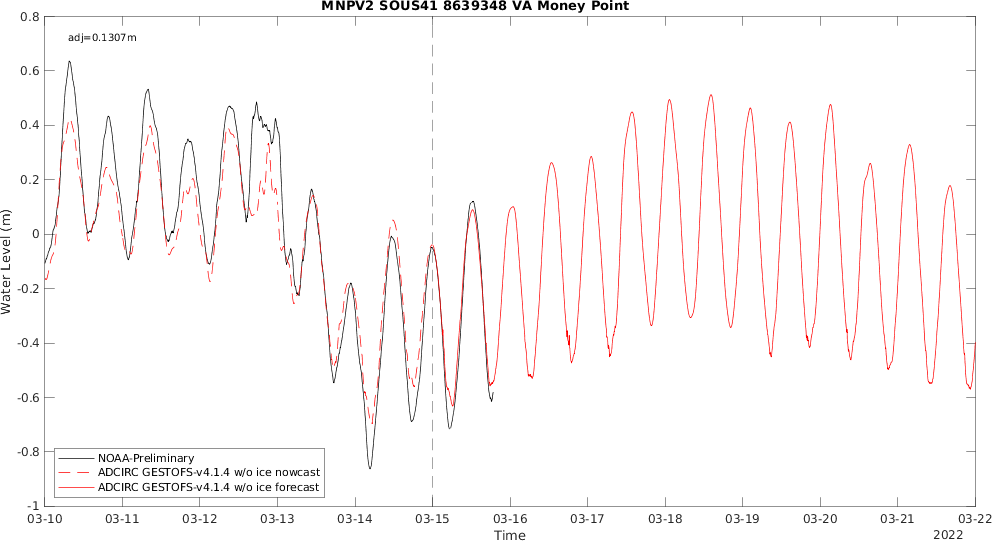 MNPV2 SOUS41 8639348 VA Money Point
adj=0.1307m
0.8
0.6
0.4
0.2
0
-0.2
-0.4
-0.6
-0.8
-1
Water Level (m)
NOAA-Preliminary
ADCIRC GESTOFS-v4.1.4 w/o ice nowcast
ADCIRC GESTOFS-v4.1.4 w/o ice forecast
03-10 03-11 03-12 03-13 03-14 03-15 03-16 03-17 03-18 03-19 03-20 03-21 03-22
Time
2022